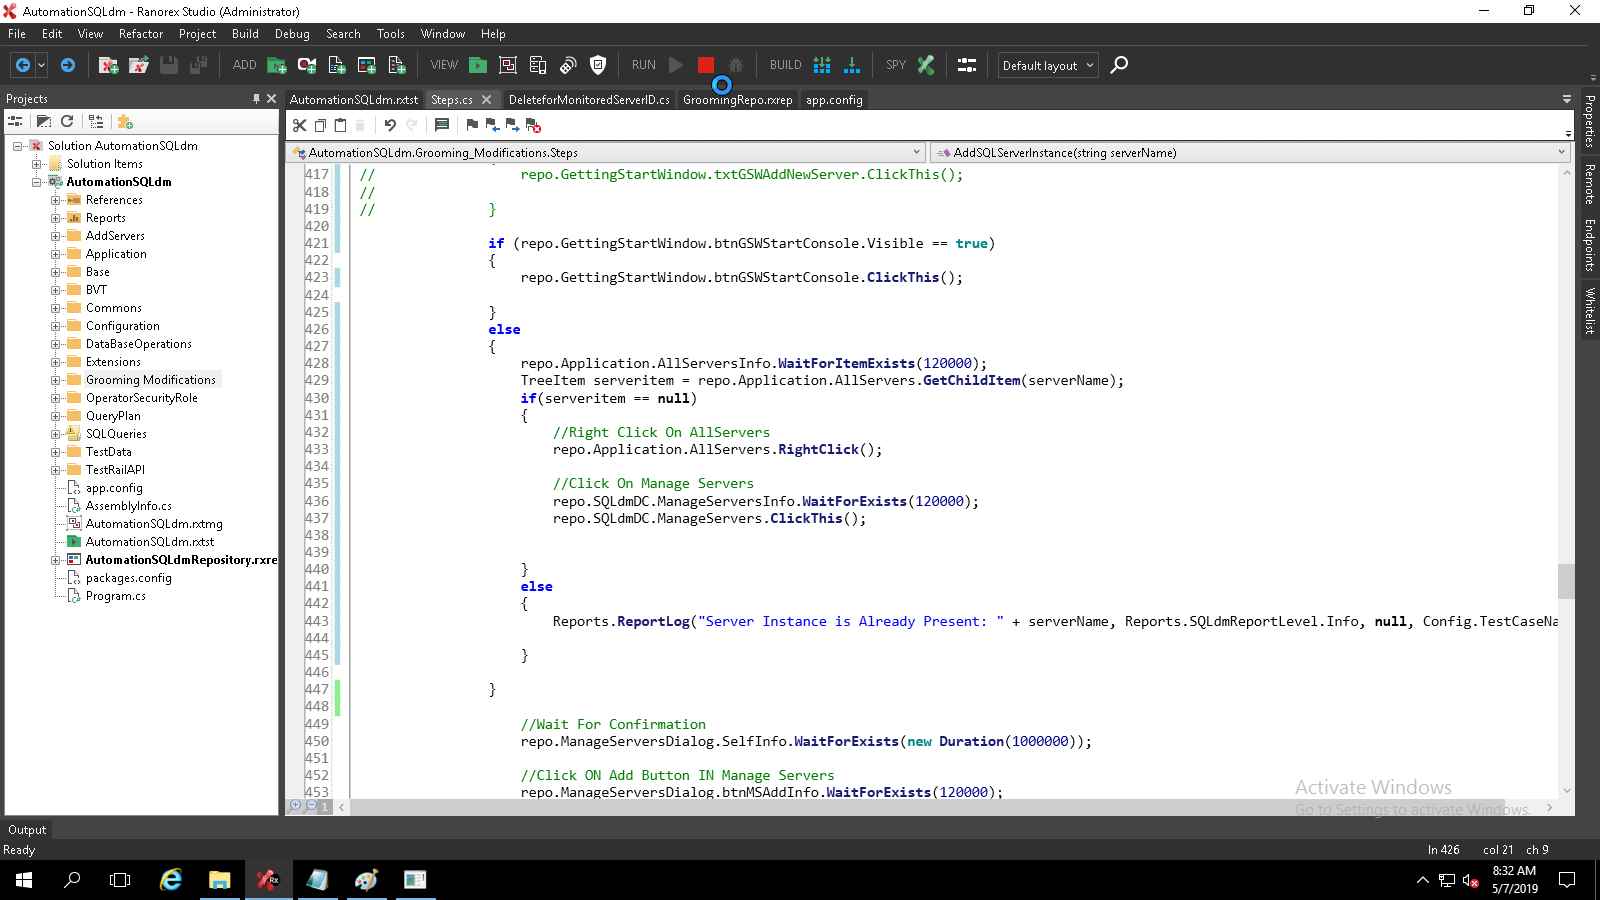 AutomationSQLdm - Ranorex Studio (Administrator)
File Edit View Refactor Project Build Debug Search Tools Window Help
ADD VIEW RUN BUILD SPY Default layout
Projects
AutomationSQLdm.rxtst Steps.cs DeleteforMonitoredServerID.cs GroomingRepo.rxrep app.config
AutomationSQLdm.Grooming_Modifications.Steps AddSQLServerInstance(string serverName)
Solution AutomationSQLdm
Solution Items
AutomationSQLdm
References
Reports
AddServers
Application
Base
BVT
Commons
Configuration
DataBaseOperations
Extensions
Grooming Modifications
OperatorSecurityRole
QueryPlan
SQLQueries
TestData
TestRailAPI
app.config
AssemblyInfo.cs
AutomationSQLdm.rxtmg
AutomationSQLdm.rxtst
AutomationSQLdmRepository.rxre
packages.config
Program.cs
417 // repo.GettingStartWindow.txtGSWAddNewServer.ClickThis();
418 //
419 // }
420
421 if (repo.GettingStartWindow.btnGSWStartConsole.Visible == true)
422 {
423 repo.GettingStartWindow.btnGSWStartConsole.ClickThis();
424
425 }
426 else
427 {
428 repo.Application.AllServersInfo.WaitForItemExists(120000);
429 TreeItem serveritem = repo.Application.AllServers.GetChildItem(serverName);
430 if(serveritem == null)
431 {
432 //Right Click On AllServers
433 repo.Application.AllServers.RightClick();
434
435 //Click On Manage Servers
436 repo.SQLdmDC.ManageServersInfo.WaitForExists(120000);
437 repo.SQLdmDC.ManageServers.ClickThis();
438
439
440 }
441 else
442 {
443 Reports.ReportLog("Server Instance is Already Present: " + serverName, Reports.SQLdmReportLevel.Info, null, Config.TestCaseNa
444
445 }
446
447 }
448
449 //Wait For Confirmation
450 repo.ManageServersDialog.SelfInfo.WaitForExists(new Duration(1000000));
451
452 //Click ON Add Button IN Manage Servers
453 repo.ManageServersDialog.btnMSAddInfo.WaitForExists(120000);
1
Properties
Remote Endpoints
Whitelist
Activate Windows
Go to Settings to activate Windows.
Output
Ready
ln 426 col 21 ch 9
8:32 AM
5/7/2019